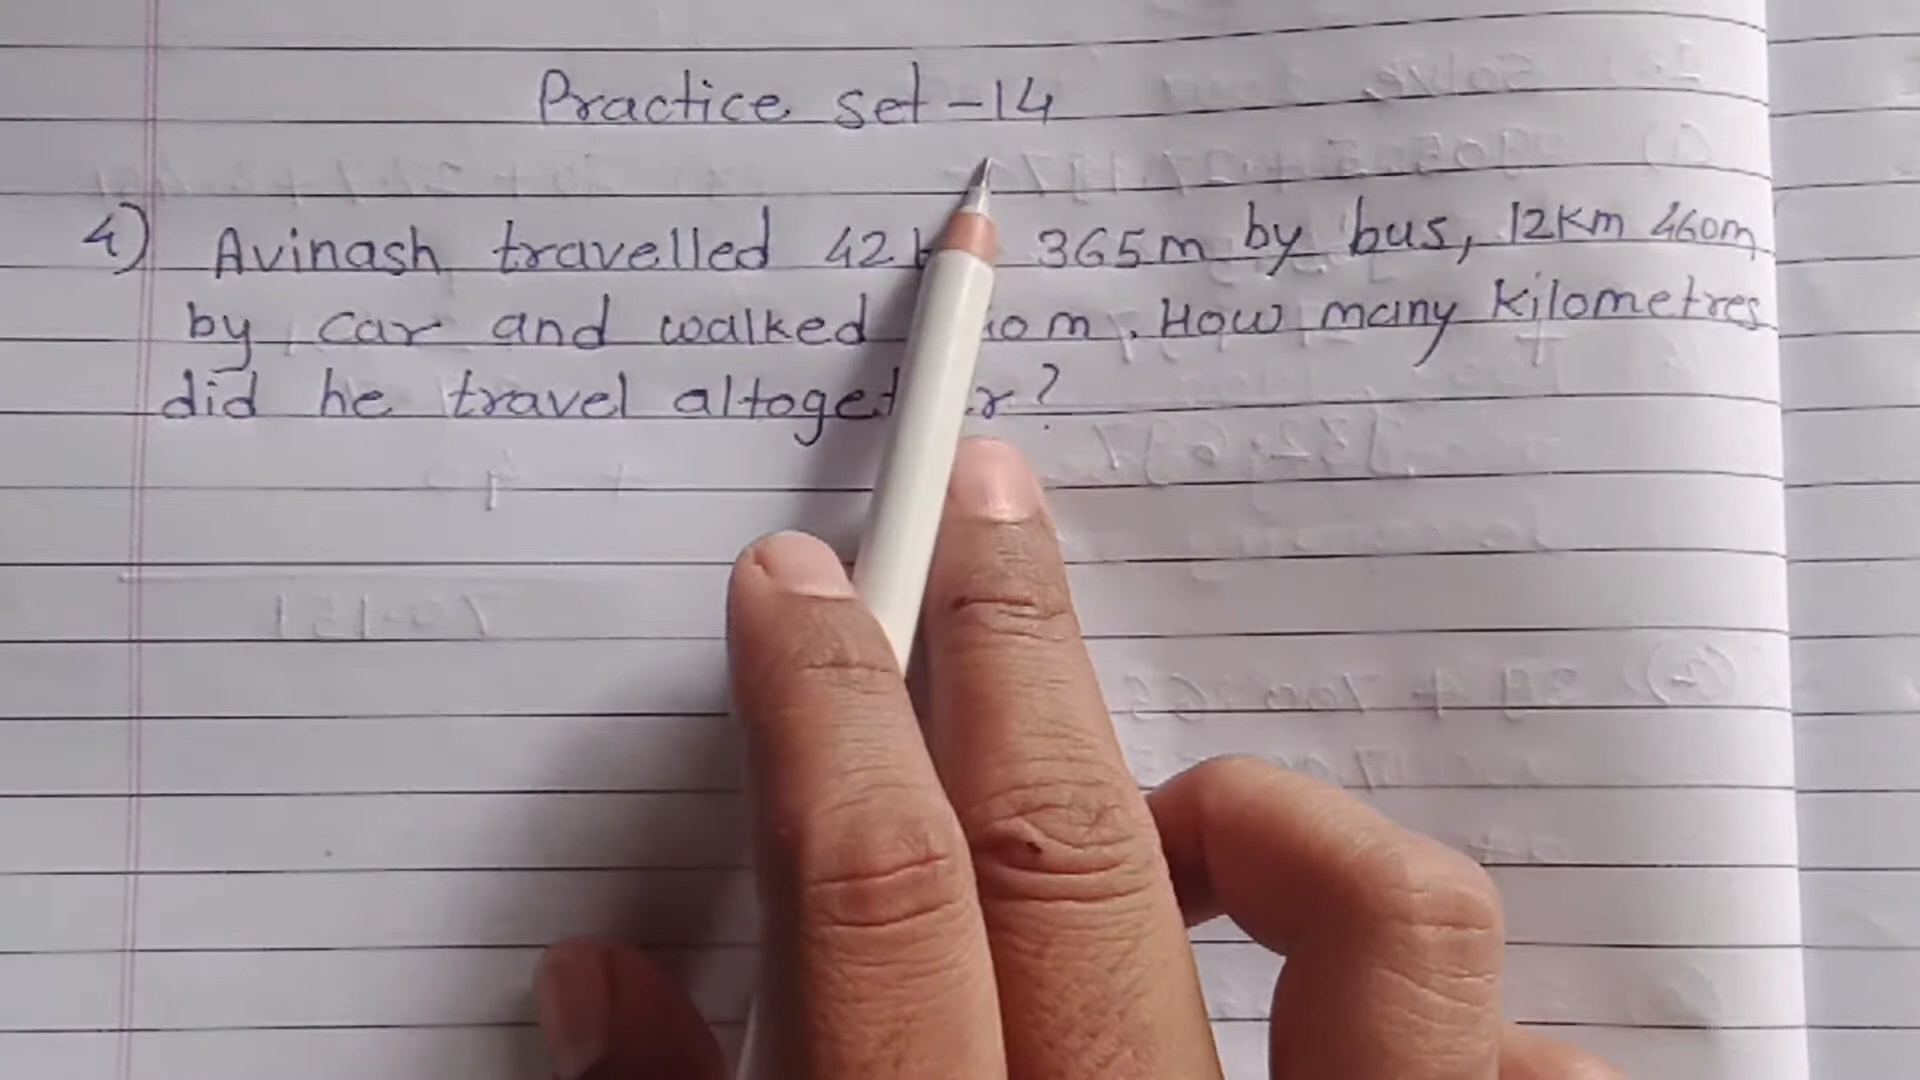 Practice set-14
4) Avinash travelled 42 365m by bus, 12km 460m
by car and walked . How many kilometres
did he travel ?